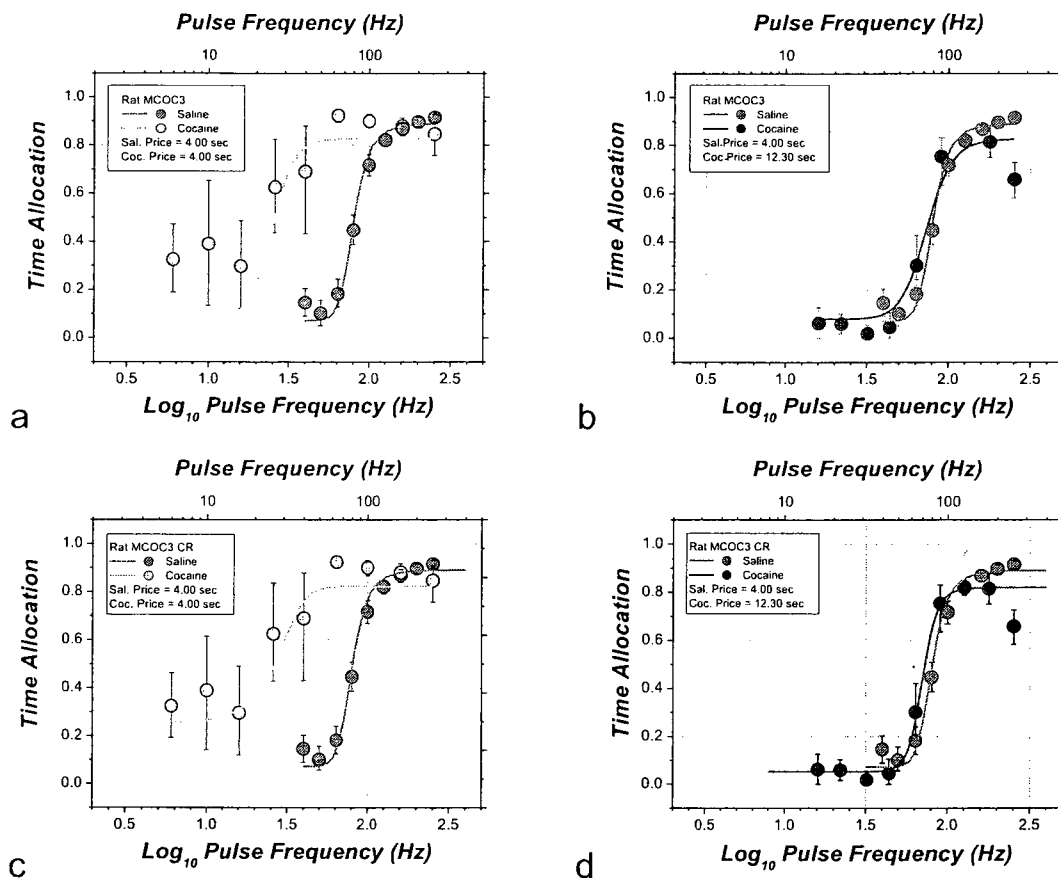 Pulse Frequency (Hz)
10 100
Rat MCOC3
Saline
Cocaine
Sal. Price = 4.00 sec
Coc. Price = 4.00 sec
Time Allocation
1.0
0.8
0.6
0.4
0.2
0.0
0.5 1.0 1.5 2.0 2.5
Log10 Pulse Frequency (Hz)
a
Pulse Frequency (Hz)
10 100
Rat MCOC3
Saline
Cocaine
Sal.Price = 4.00 sec
Coc.Price = 12.30 sec
Time Allocation
1.0
0.8
0.6
0.4
0.2
0.0
0.5 1.0 1.5 2.0 2.5
Log10 Pulse Frequency (Hz)
b
Pulse Frequency (Hz)
10 100
Rat MCOC3 CR
Saline
Cocaine
Sal. Price = 4.00 sec
Coc. Price = 4.00 sec
Time Allocation
1.0
0.8
0.6
0.4
0.2
0.0
0.5 1.0 1.5 2.0 2.5
Log10 Pulse Frequency (Hz)
c
Pulse Frequency (Hz)
10 100
Rat MCOC3 CR
Saline
Cocaine
Sal. Price = 4.00 sec
Coc. Price = 12.30 sec
Time Allocation
1.0
0.8
0.6
0.4
0.2
0.0
0.5 1.0 1.5 2.0 2.5
Log10 Pulse Frequency (Hz)
d